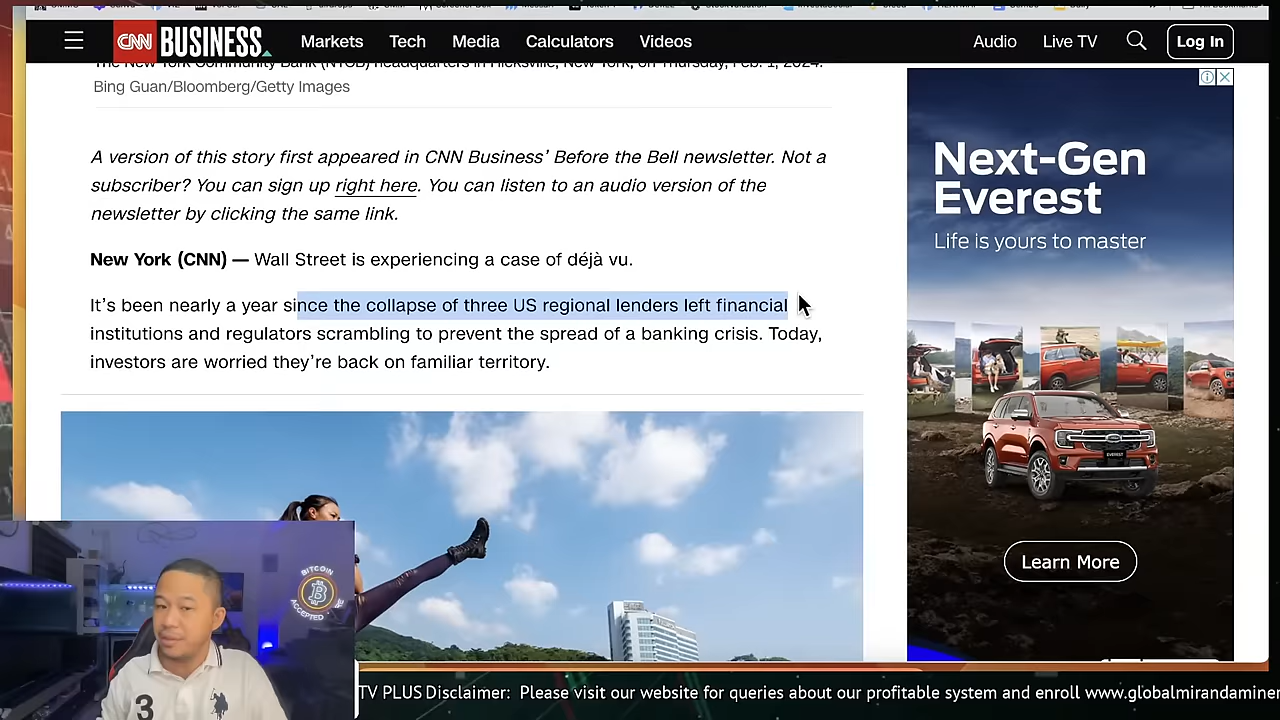 CNN BUSINESS
Markets Tech Media Calculators Videos
Audio Live TV Log In
The New York Community Bank (NYCB) headquarters in Hicksville, New York, on Thursday, Feb. 1, 2024.
Bing Guan/Bloomberg/Getty Images
A version of this story first appeared in CNN Business’ Before the Bell newsletter. Not a
subscriber? You can sign up right here. You can listen to an audio version of the
newsletter by clicking the same link.
New York (CNN) — Wall Street is experiencing a case of déjà vu.
It’s been nearly a year since the collapse of three US regional lenders left financial
institutions and regulators scrambling to prevent the spread of a banking crisis. Today,
investors are worried they’re back on familiar territory.
Next-Gen
Everest
Life is yours to master
EVEREST
Learn More
BITCOIN
ACCEPTED
3
TV PLUS Disclaimer: Please visit our website for queries about our profitable system and enroll www.globalmirandaminer